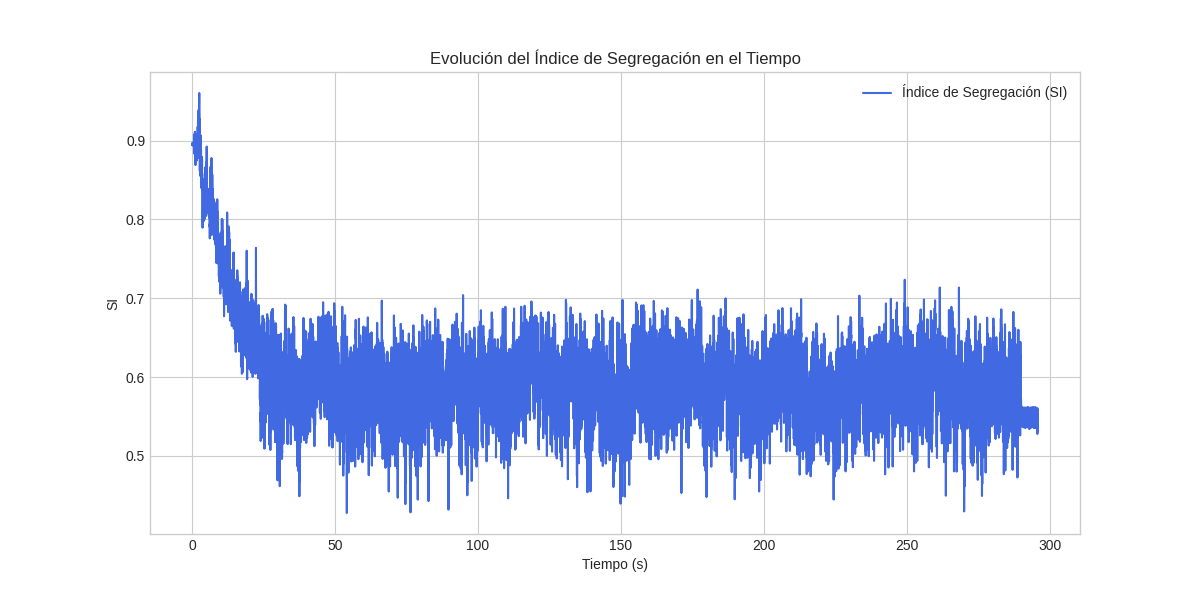 Evolución del Índice de Segregación en el Tiempo
Índice de Segregación (SI)
0.9
0.8
0.7
0.6
0.5
SI
0 50 100 150 200 250 300
Tiempo (s)